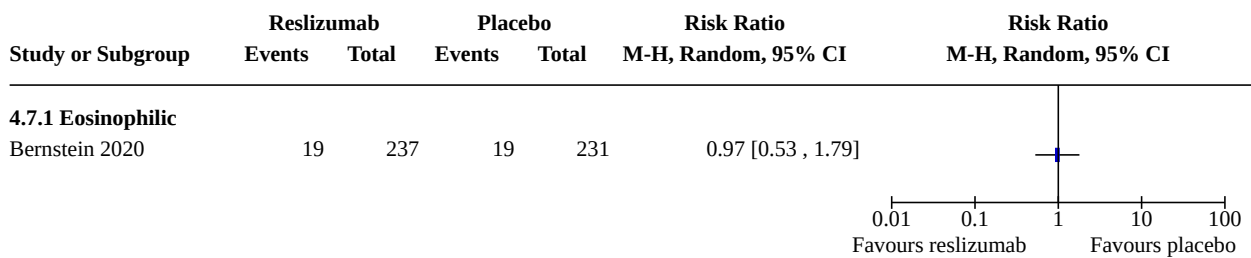 Reslizumab Placebo Risk Ratio Risk Ratio
Study or Subgroup Events Total Events Total M-H, Random, 95% CI M-H, Random, 95% CI
4.7.1 Eosinophilic
Bernstein 2020 19 237 19 231 0.97 [0.53 , 1.79]
0.01 0.1 1 10 100
Favours reslizumab Favours placebo